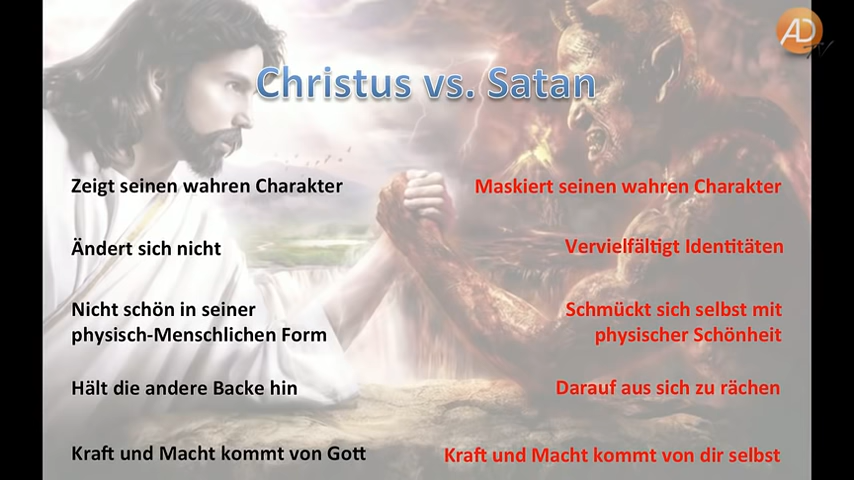 AD
TV
Christus vs. Satan
Zeigt seinen wahren Charakter
Maskiert seinen wahren Charakter
Ändert sich nicht
Vervielfältigt Identitäten
Nicht schön in seiner
physisch-Menschlichen Form
Schmückt sich selbst mit
physischer Schönheit
Hält die andere Backe hin
Darauf aus sich zu rächen
Kraft und Macht kommt von Gott
Kraft und Macht kommt von dir selbst